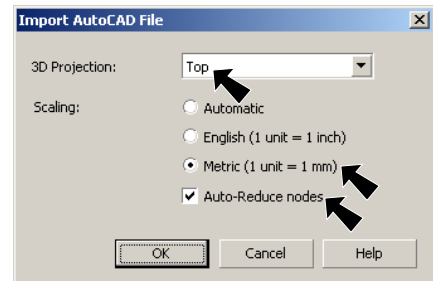 Import AutoCAD File
3D Projection: Top
Scaling: Automatic
English (1 unit = 1 inch)
Metric (1 unit = 1 mm)
Auto-Reduce nodes
OK Cancel Help